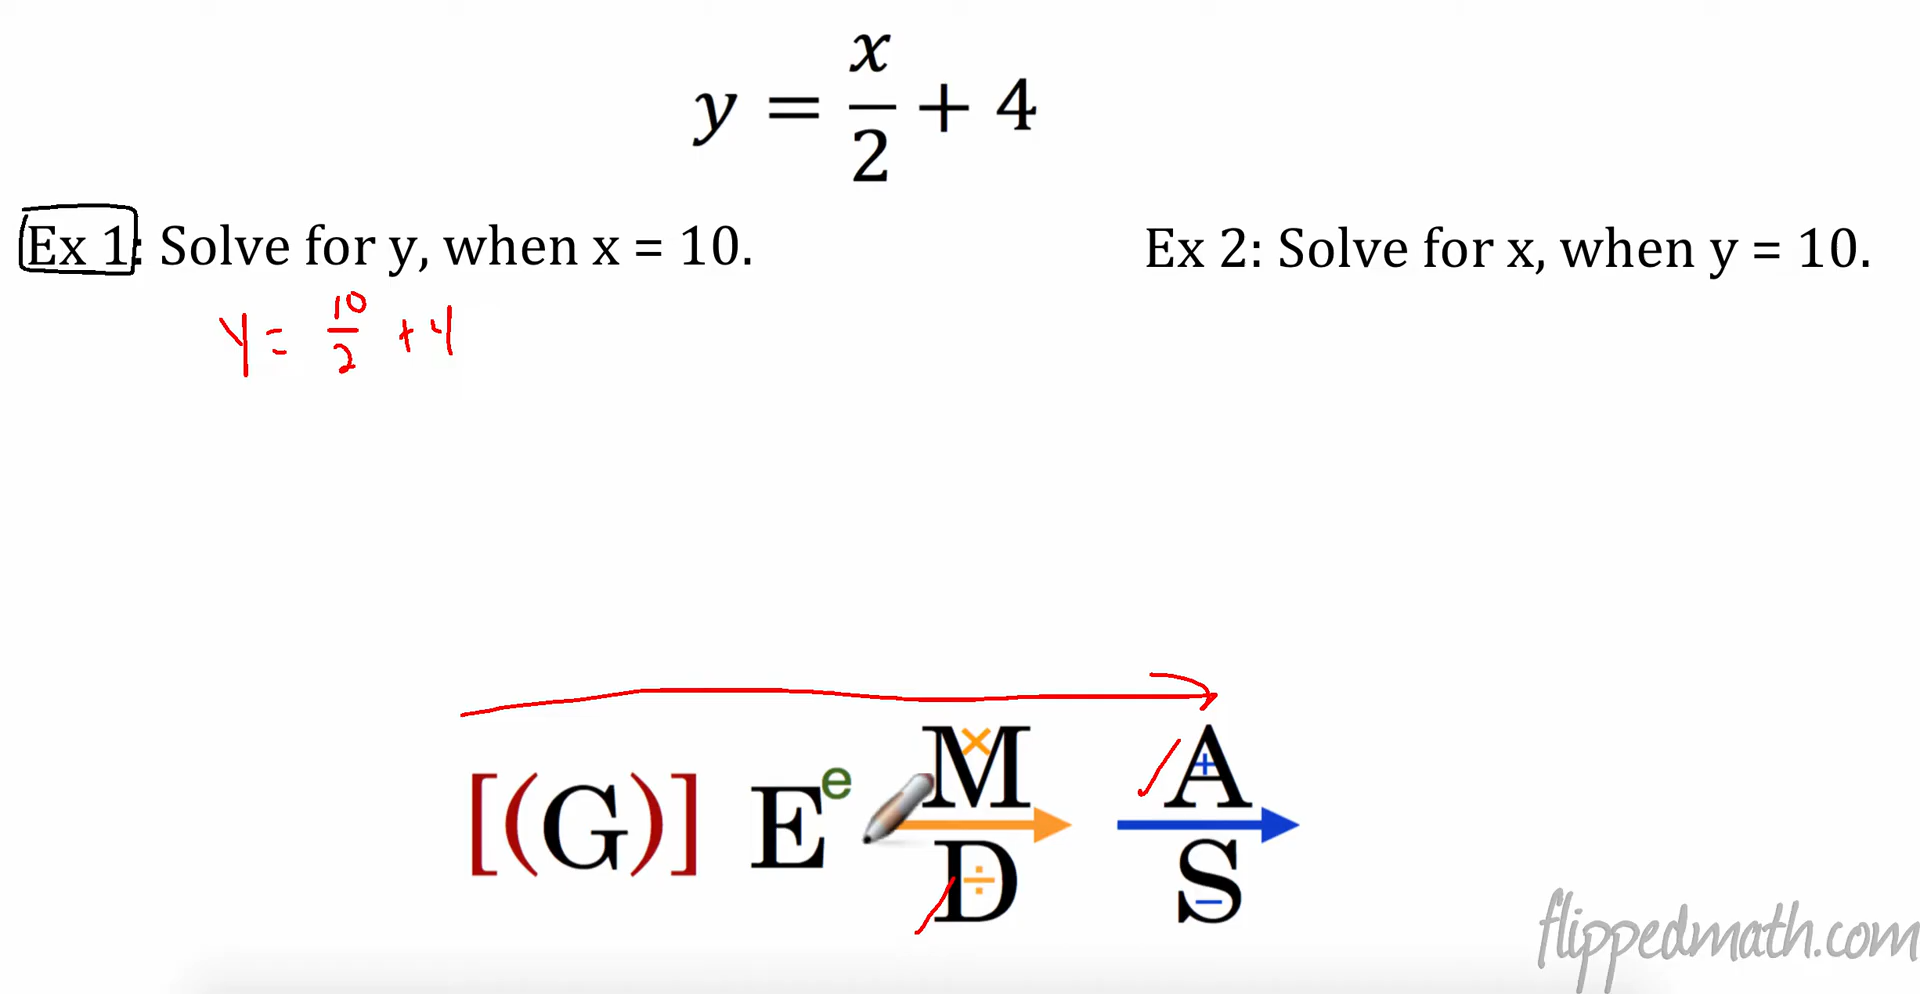 y = x/2 + 4
Ex 1: Solve for y, when x = 10.
Ex 2: Solve for x, when y = 10.
y = 10/2 + 4
[(G)] E^e M × D ÷ A + S −
flippedmath.com